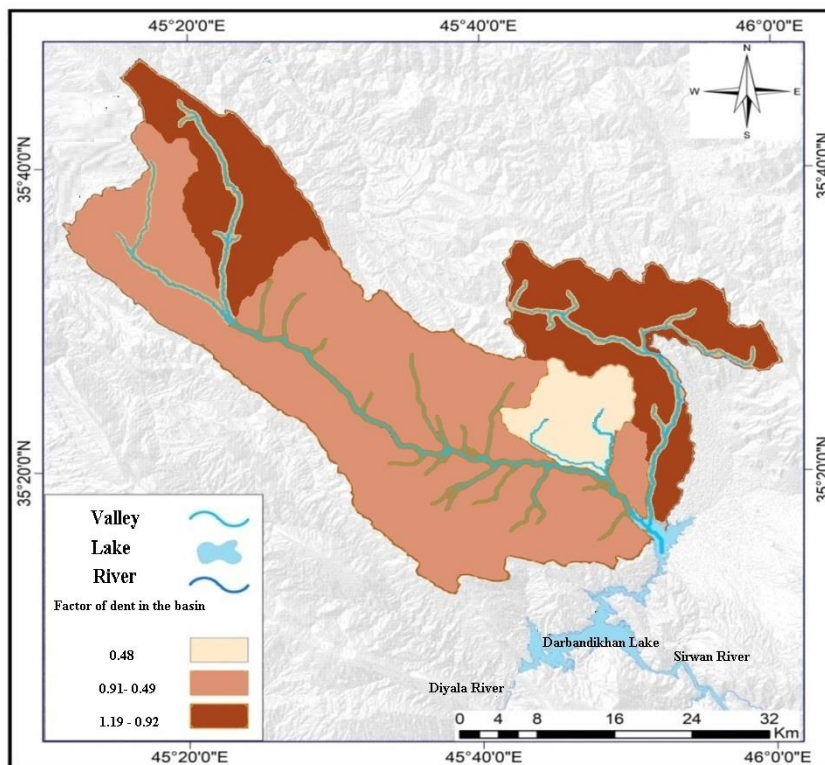 45°20'0"E
45°40'0"E
46°0'0"E
N
W
E
S
35°40'0"N
35°40'0"N
35°20'0"N
35°20'0"N
Valley
Lake
River
Factor of dent in the basin
0.48
0.91- 0.49
1.19 - 0.92
Darbandikhan Lake
Sirwan River
Diyala River
0 4 8 16 24 32
Km
45°20'0"E
45°40'0"E
46°0'0"E